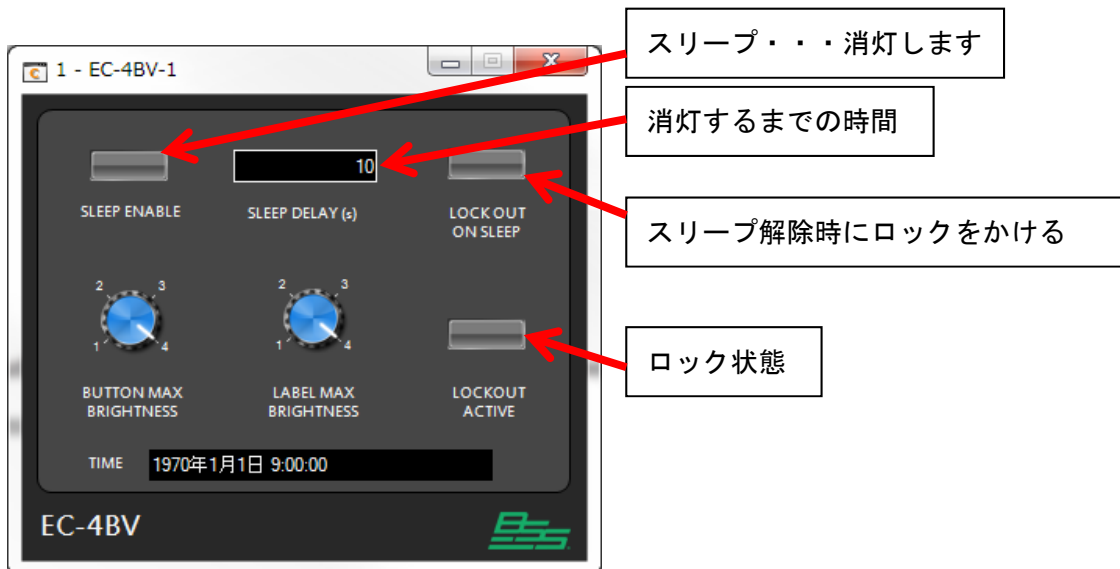 スリープ・・・消灯します
1 - EC-4BV-1
消灯するまでの時間
10
SLEEP ENABLE
SLEEP DELAY (s)
LOCK OUT
ON SLEEP
スリープ解除時にロックをかける
2
3
1
4
2
3
1
4
ロック状態
BUTTON MAX
BRIGHTNESS
LABEL MAX
BRIGHTNESS
LOCKOUT
ACTIVE
TIME
1970年1月1日 9:00:00
EC-4BV
BSS